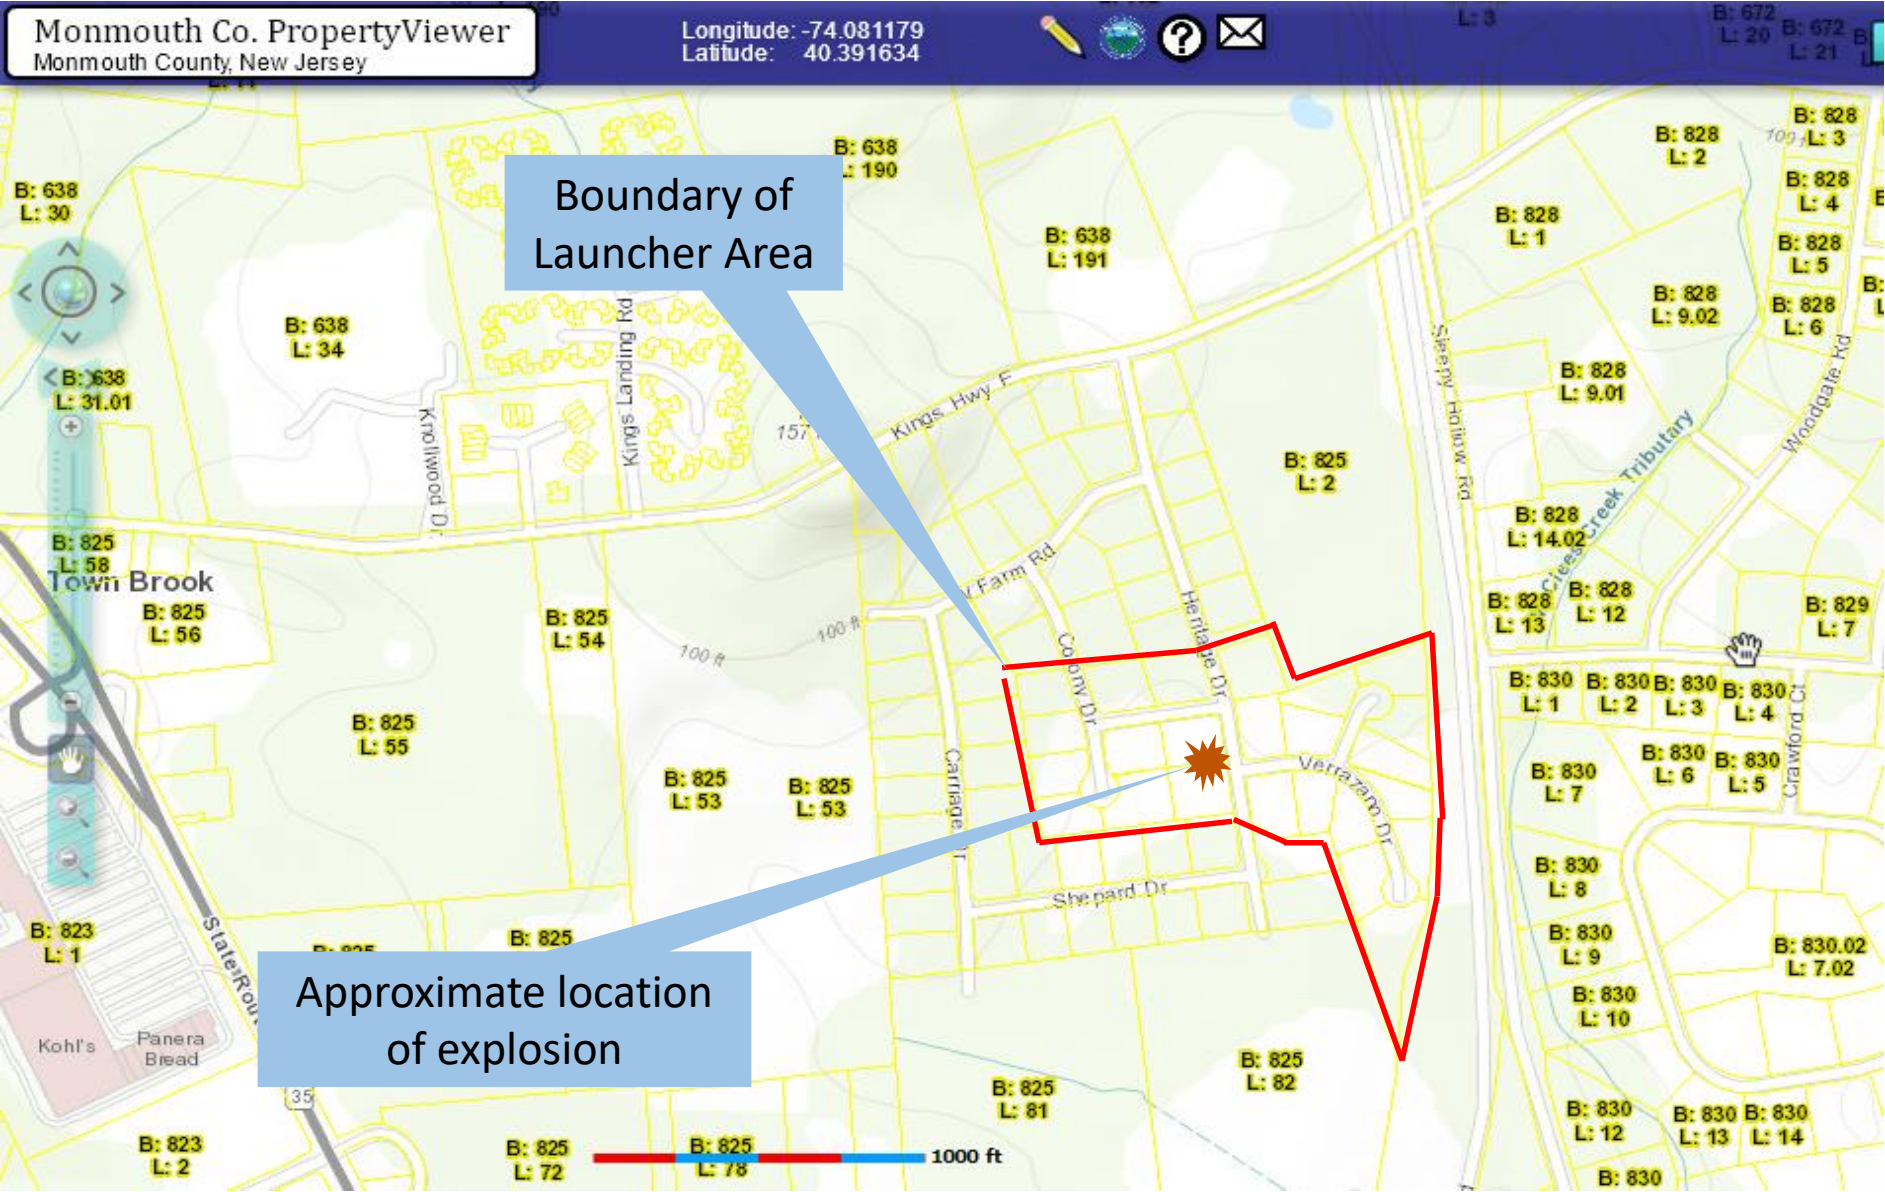 Monmouth Co. PropertyViewer
Monmouth County, New Jersey
Longitude: -74.081179
Latitude: 40.391634
L: 3
B: 672
L: 20
B: 672
L: 21
B: 828
L: 3
B: 828
L: 2
B: 638
L: 190
B: 638
L: 30
B: 828
L: 4
Boundary of
Launcher Area
B: 828
L: 1
B: 638
L: 191
B: 828
L: 5
B: 828
L: 9.02
B: 828
L: 6
B: 638
L: 34
Kings Landing Rd
Sleepy Hollow Rd
Woodgate Rd
B: 638
L: 31.01
B: 828
L: 9.01
Knollwood Dr
157
Kings Hwy E
B: 825
L: 2
Creek Tributary
B: 828
L: 14.02
B: 825
L: 58
Town Brook
Farm Rd
Heritage Dr
B: 828
L: 13
B: 828
L: 12
B: 829
L: 7
B: 825
L: 56
B: 825
L: 54
100 ft
100 ft
Colony Dr
B: 830
L: 1
B: 830
L: 2
B: 830
L: 3
B: 830
L: 4
Crawford Ct
B: 825
L: 55
B: 825
L: 53
B: 825
L: 53
Carriage Dr
Verrazano Dr
B: 830
L: 7
B: 830
L: 6
B: 830
L: 5
Shepard Dr
B: 830
L: 8
B: 823
L: 1
State Rou
B: 825
B: 825
B: 830
L: 9
B: 830.02
L: 7.02
Approximate location
of explosion
B: 830
L: 10
Kohl's
Panera
Bread
35
B: 825
L: 81
B: 825
L: 82
B: 830
L: 12
B: 830
L: 13
B: 830
L: 14
B: 823
L: 2
B: 825
L: 72
B: 825
L: 78
1000 ft
B: 830